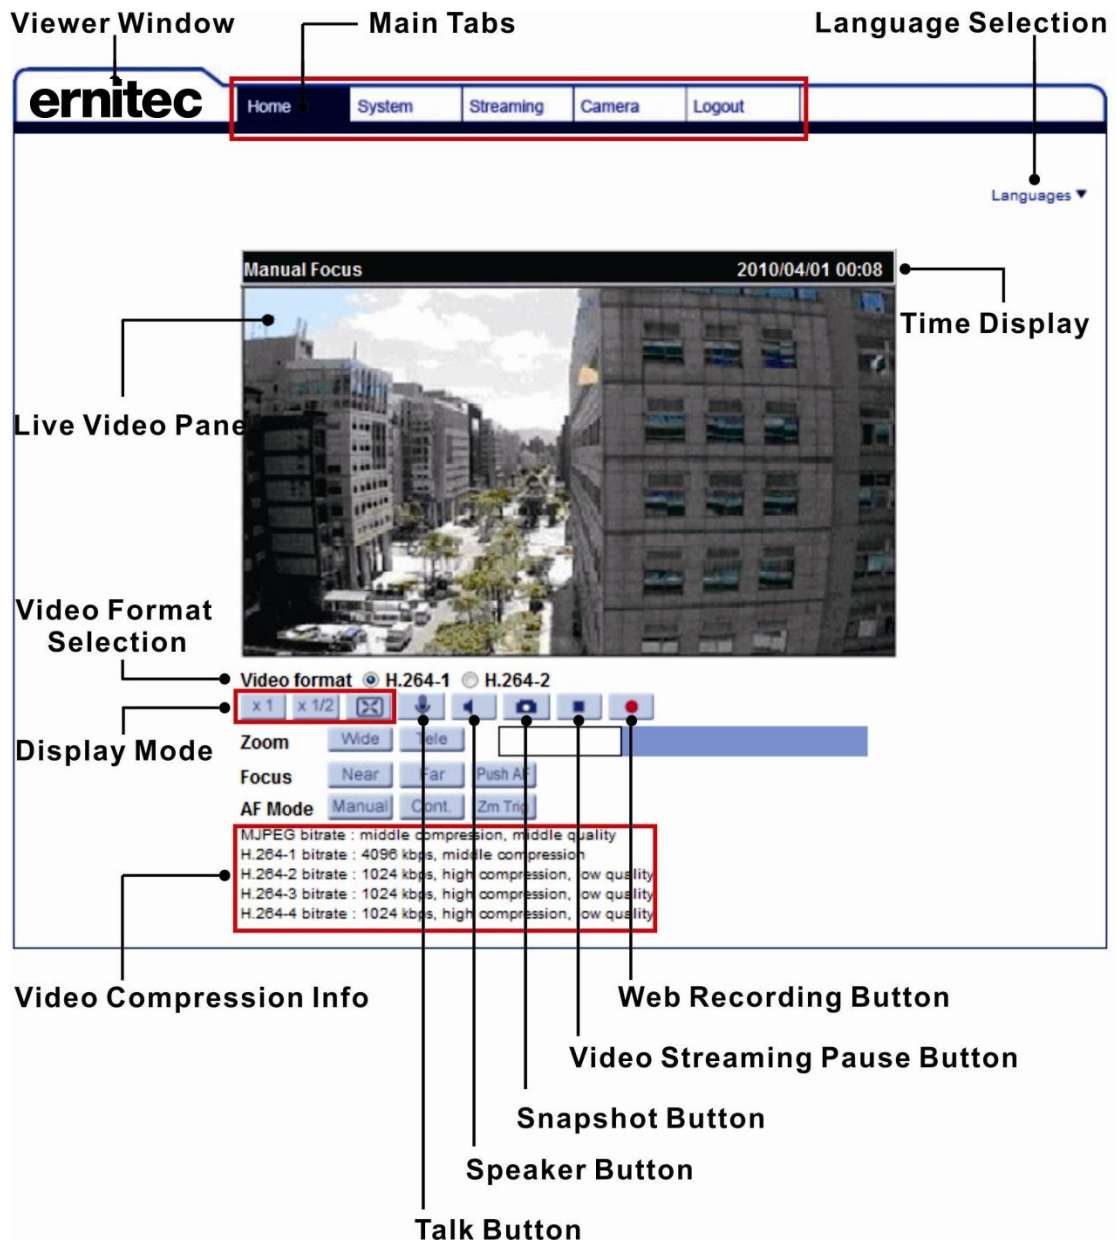 Viewer Window
Main Tabs
Language Selection
ernitec
Home
System
Streaming
Camera
Logout
Languages ▼
Manual Focus
2010/04/01 00:08
Time Display
Live Video Pane
Video Format
Selection
Video format H.264-1 H.264-2
x 1
x 1/2
Display Mode
Zoom
Wide
Tele
Focus
Near
Far
Push AF
AF Mode
Manual
Cont.
Zm Trig
MJPEG bitrate : middle compression, middle quality
H.264-1 bitrate : 4096 kbps, middle compression
H.264-2 bitrate : 1024 kbps, high compression, low quality
H.264-3 bitrate : 1024 kbps, high compression, low quality
H.264-4 bitrate : 1024 kbps, high compression, low quality
Video Compression Info
Web Recording Button
Video Streaming Pause Button
Snapshot Button
Speaker Button
Talk Button